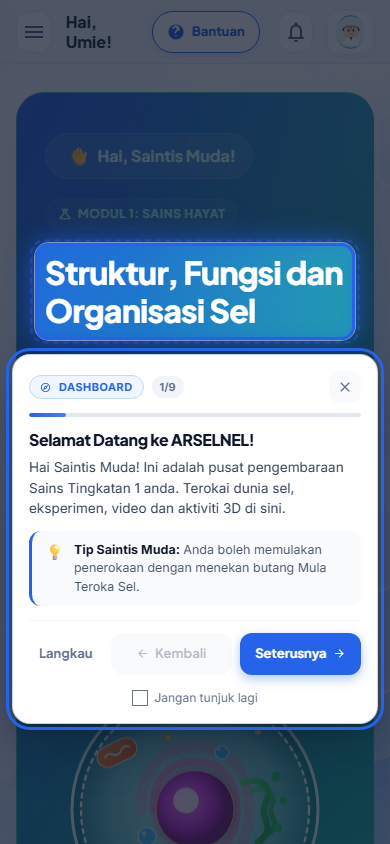 Hai,
Umie!
Bantuan
Hai, Saintis Muda!
MODUL 1: SAINS HAYAT
Struktur, Fungsi dan
Organisasi Sel
DASHBOARD
1/9
Selamat Datang ke ARSELNEL!
Hai Saintis Muda! Ini adalah pusat pengembaraan
Sains Tingkatan 1 anda. Terokai dunia sel,
eksperimen, video dan aktiviti 3D di sini.
Tip Saintis Muda: Anda boleh memulakan
penerokaan dengan menekan butang Mula
Teroka Sel.
Langkau
Kembali
Seterusnya
Jangan tunjuk lagi